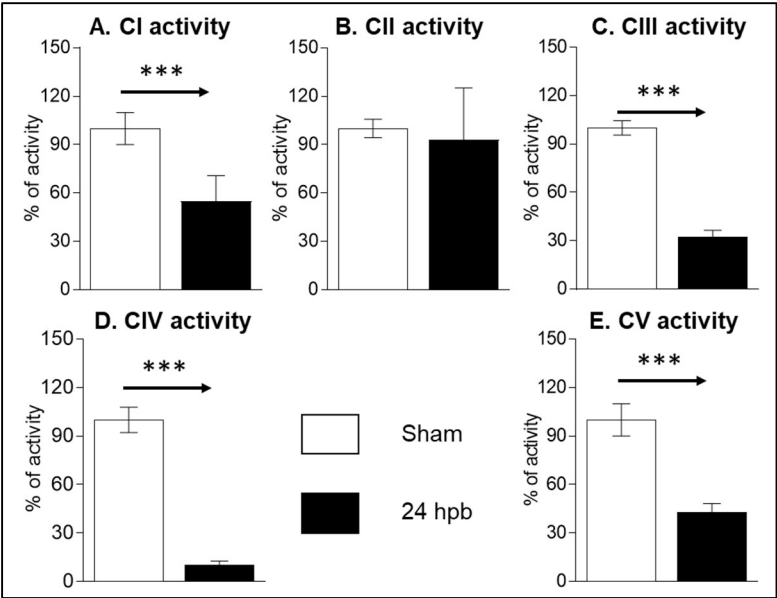 A. CI activity
B. CII activity
C. CIII activity
% of activity
150
120
90
60
30
0
***
% of activity
150
120
90
60
30
0
% of activity
150
120
90
60
30
0
***
D. CIV activity
E. CV activity
% of activity
150
120
90
60
30
0
***
Sham
24 hpb
% of activity
150
120
90
60
30
0
***